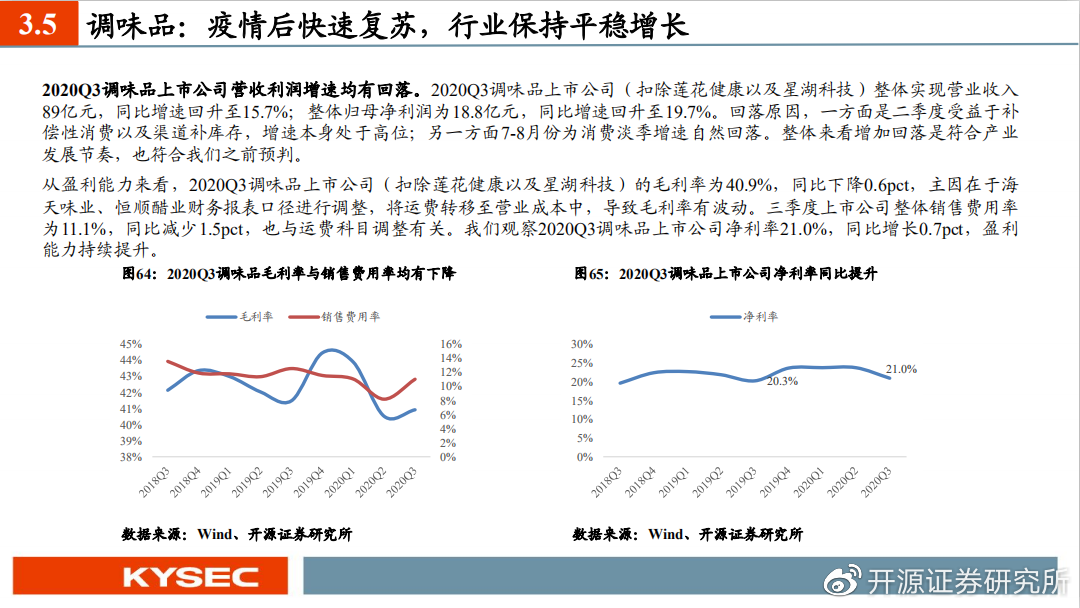 3.5 调味品：疫情后快速复苏，行业保持平稳增长
2020Q3调味品上市公司营收利润增速均有回落。2020Q3调味品上市公司（扣除莲花健康以及星湖科技）整体实现营业收入
89亿元，同比增速回升至15.7%；整体归母净利润为18.8亿元，同比增速回升至19.7%。回落原因，一方面是二季度受益于补
偿性消费以及渠道补库存，增速本身处于高位；另一方面7-8月份为消费淡季增速自然回落。整体来看增加回落是符合产业
发展节奏，也符合我们之前预判。
从盈利能力来看，2020Q3调味品上市公司（扣除莲花健康以及星湖科技）的毛利率为40.9%，同比下降0.6pct，主因在于海
天味业、恒顺醋业财务报表口径进行调整，将运费转移至营业成本中，导致毛利率有波动。三季度上市公司整体销售费用率
为11.1%，同比减少1.5pct，也与运费科目调整有关。我们观察2020Q3调味品上市公司净利率21.0%，同比增长0.7pct，盈利
能力持续提升。
图64：2020Q3调味品毛利率与销售费用率均有下降
毛利率 销售费用率
45%
44%
43%
42%
41%
40%
39%
38%
16%
14%
12%
10%
8%
6%
4%
2%
0%
2018Q3
2018Q4
2019Q1
2019Q2
2019Q3
2019Q4
2020Q1
2020Q2
2020Q3
数据来源：Wind、开源证券研究所
图65：2020Q3调味品上市公司净利率同比提升
净利率
30%
25%
20%
15%
10%
5%
0%
20.3%
21.0%
2018Q3
2018Q4
2019Q1
2019Q2
2019Q3
2019Q4
2020Q1
2020Q2
2020Q3
数据来源：Wind、开源证券研究所
KYSEC
开源证券研究所